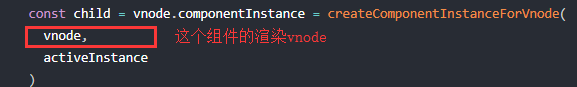 const child = vnode.componentInstance = createComponentInstanceForVnode(
vnode, 这个组件的渲染vnode
activeInstance
)